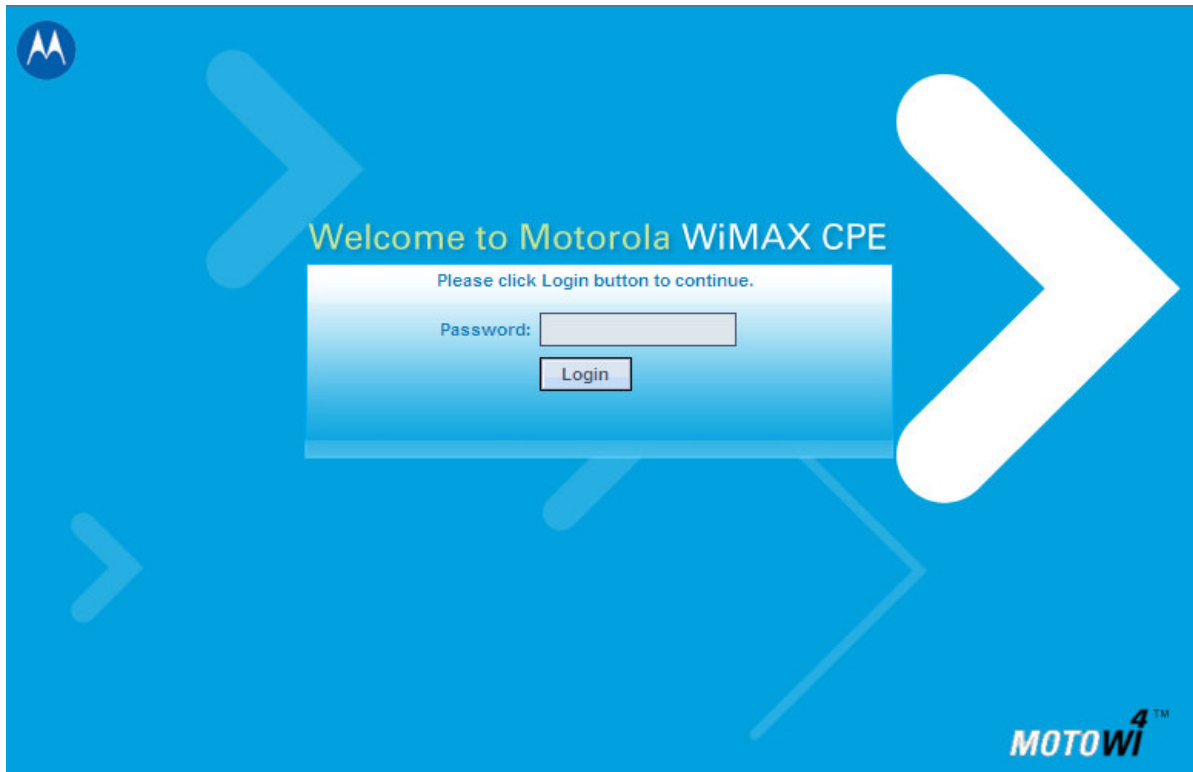 Welcome to Motorola WiMAX CPE
Please click Login button to continue.
Password:
Login
MOTOWi4™